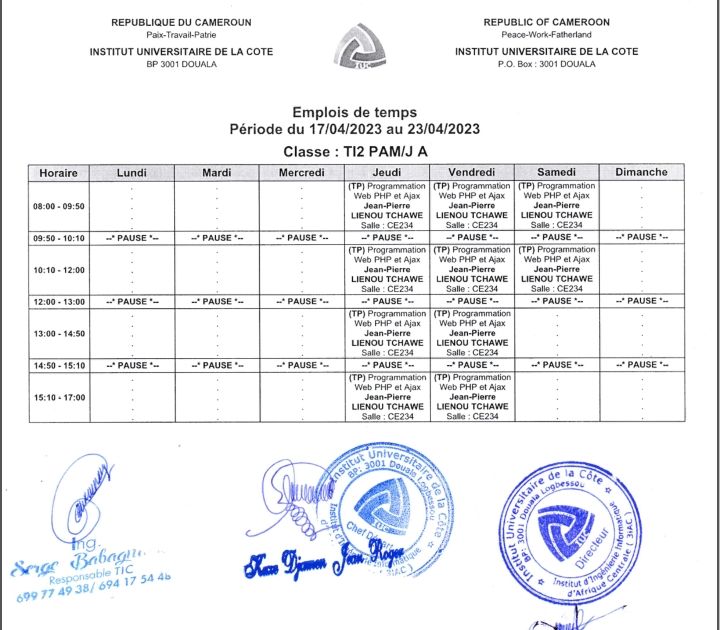 REPUBLIQUE DU CAMEROUN
Paix-Travail-Patrie
INSTITUT UNIVERSITAIRE DE LA COTE
BP 3001 DOUALA
IUC
REPUBLIC OF CAMEROON
Peace-Work-Fatherland
INSTITUT UNIVERSITAIRE DE LA COTE
P.O. Box : 3001 DOUALA
Emplois de temps
Période du 17/04/2023 au 23/04/2023
Classe : TI2 PAM/J A
Horaire Lundi Mardi Mercredi Jeudi Vendredi Samedi Dimanche
08:00 - 09:50
(TP) Programmation (TP) Programmation (TP) Programmation
Web PHP et Ajax Web PHP et Ajax Web PHP et Ajax
Jean-Pierre Jean-Pierre Jean-Pierre
LIENOU TCHAWE LIENOU TCHAWE LIENOU TCHAWE
Salle : CE234 Salle : CE234 Salle : CE234
09:50 - 10:10 --* PAUSE *-- --* PAUSE *-- --* PAUSE *-- --* PAUSE *-- --* PAUSE *-- --* PAUSE *-- --* PAUSE *--
10:10 - 12:00
(TP) Programmation (TP) Programmation (TP) Programmation
Web PHP et Ajax Web PHP et Ajax Web PHP et Ajax
Jean-Pierre Jean-Pierre Jean-Pierre
LIENOU TCHAWE LIENOU TCHAWE LIENOU TCHAWE
Salle : CE234 Salle : CE234 Salle : CE234
12:00 - 13:00 --* PAUSE *-- --* PAUSE *-- --* PAUSE *-- --* PAUSE *-- --* PAUSE *-- --* PAUSE *-- --* PAUSE *--
13:00 - 14:50
(TP) Programmation (TP) Programmation
Web PHP et Ajax Web PHP et Ajax
Jean-Pierre Jean-Pierre
LIENOU TCHAWE LIENOU TCHAWE
Salle : CE234 Salle : CE234
14:50 - 15:10 --* PAUSE *-- --* PAUSE *-- --* PAUSE *-- --* PAUSE *-- --* PAUSE *-- --* PAUSE *-- --* PAUSE *--
15:10 - 17:00
(TP) Programmation (TP) Programmation
Web PHP et Ajax Web PHP et Ajax
Jean-Pierre Jean-Pierre
LIENOU TCHAWE LIENOU TCHAWE
Salle : CE234 Salle : CE234
Ing.
Serge
Responsable TIC
699 77 49 38/ 694 17 54 48
Institut Universitaire de la Côte
BP: 3001 Douala Logbessou
Jean Roger
Institut Universitaire de la Côte
BP: 3001 Douala Logbessou
IUC
Directeur
Institut d'Ingénierie Informatique
d'Afrique Centrale ( 3iAC )